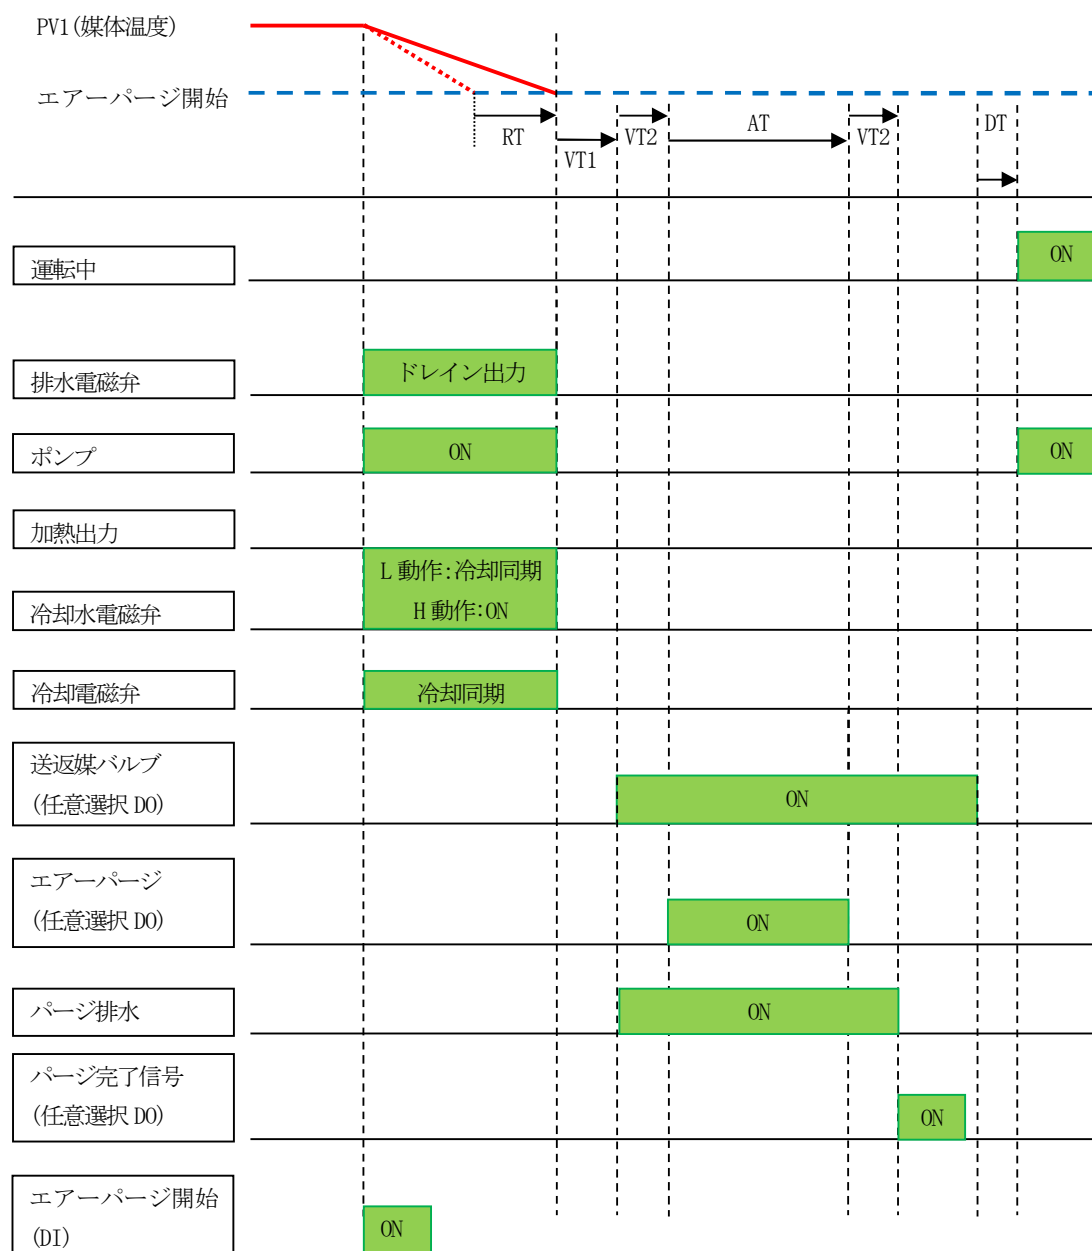 PV1(媒体温度)
エアーパージ開始
RT
VT1
VT2
AT
VT2
DT
運転中
ON
排水電磁弁
ドレイン出力
ポンプ
ON
ON
加熱出力
L動作:冷却同期
H動作:ON
冷却水電磁弁
冷却電磁弁
冷却同期
送返媒バルブ
(任意選択DO)
ON
エアーパージ
(任意選択DO)
ON
パージ排水
ON
パージ完了信号
(任意選択DO)
ON
エアーパージ開始
(DI)
ON